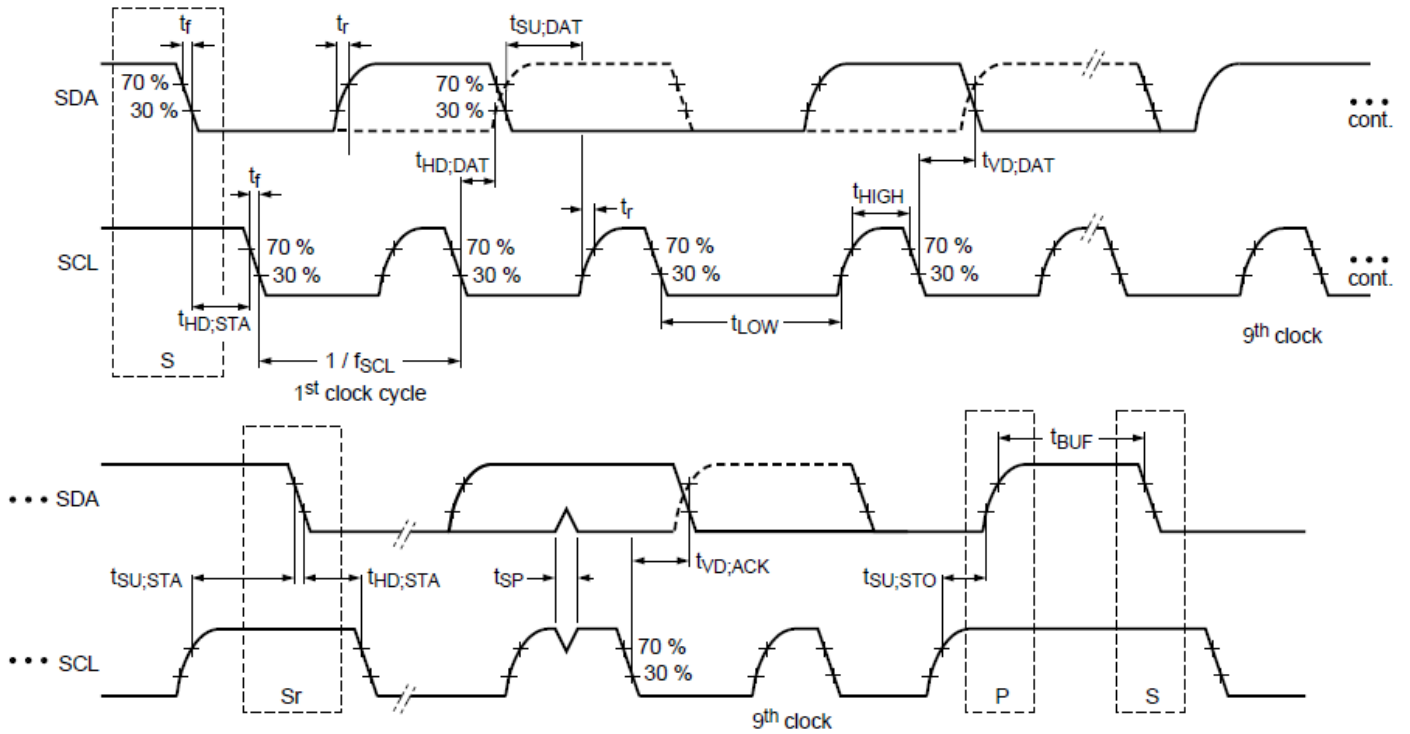 tf tr tSU;DAT
70 % 70 %
SDA
30 % 30 %
••• cont.
tHD;DAT tVD;DAT
tf tHIGH
tr
70 % 70 % 70 % 70 %
SCL
30 % 30 % 30 % 30 %
••• cont.
tHD;STA tLOW
9th clock
S 1 / fSCL
1st clock cycle
tBUF
••• SDA
tSU;STA tHD;STA tSP tVD;ACK tSU;STO
70 %
••• SCL
30 %
Sr P S
9th clock